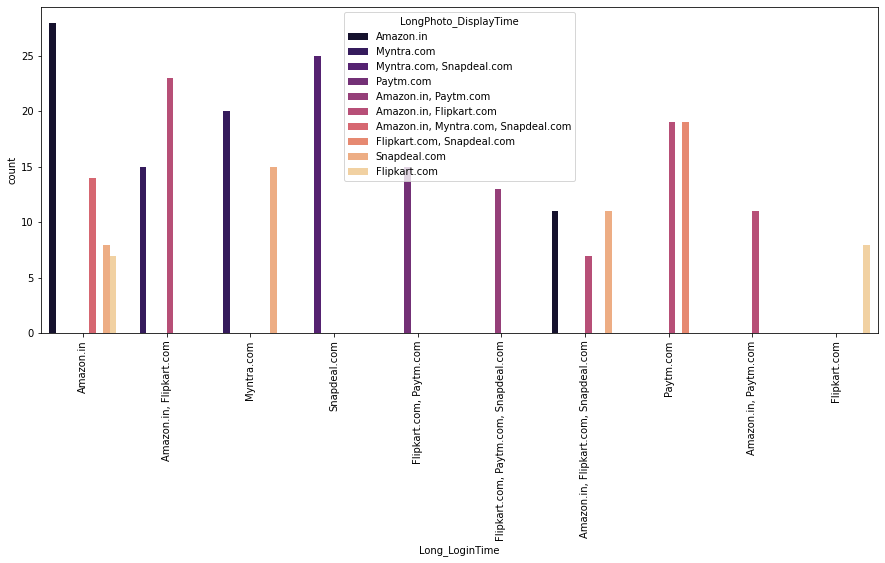 LongPhoto_DisplayTime
Amazon.in
Myntra.com
Myntra.com, Snapdeal.com
Paytm.com
Amazon.in, Paytm.com
Amazon.in, Flipkart.com
Amazon.in, Myntra.com, Snapdeal.com
Flipkart.com, Snapdeal.com
Snapdeal.com
Flipkart.com
count
25
20
15
10
5
0
Amazon.in
Amazon.in, Flipkart.com
Myntra.com
Snapdeal.com
Flipkart.com, Paytm.com
Flipkart.com, Paytm.com, Snapdeal.com
Amazon.in, Flipkart.com, Snapdeal.com
Paytm.com
Amazon.in, Paytm.com
Flipkart.com
Long_LoginTime